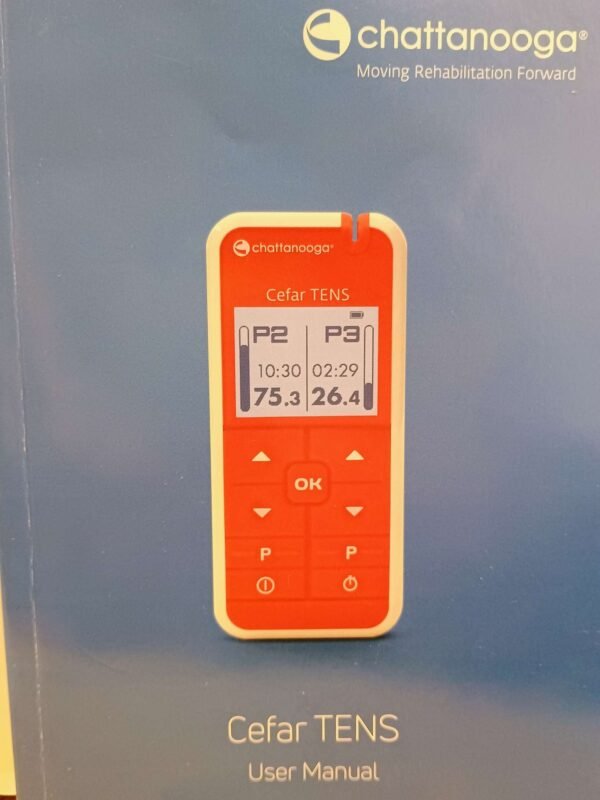 chattanooga®
Moving Rehabilitation Forward
chattanooga®
Cefar TENS
P2 P3
10:30 02:29
75.3 26.4
OK
P P
Cefar TENS
User Manual